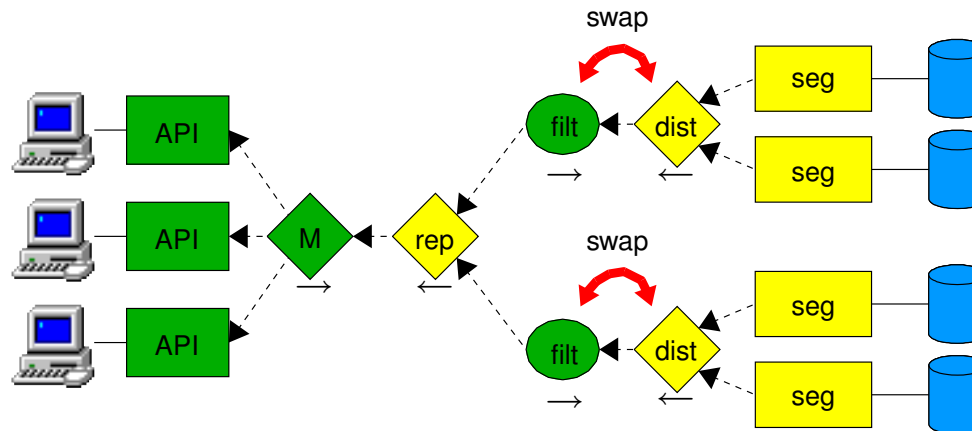 swap
seg
API
filt
dist
→
←
seg
API
M
rep
→
←
swap
seg
API
filt
dist
→
←
seg